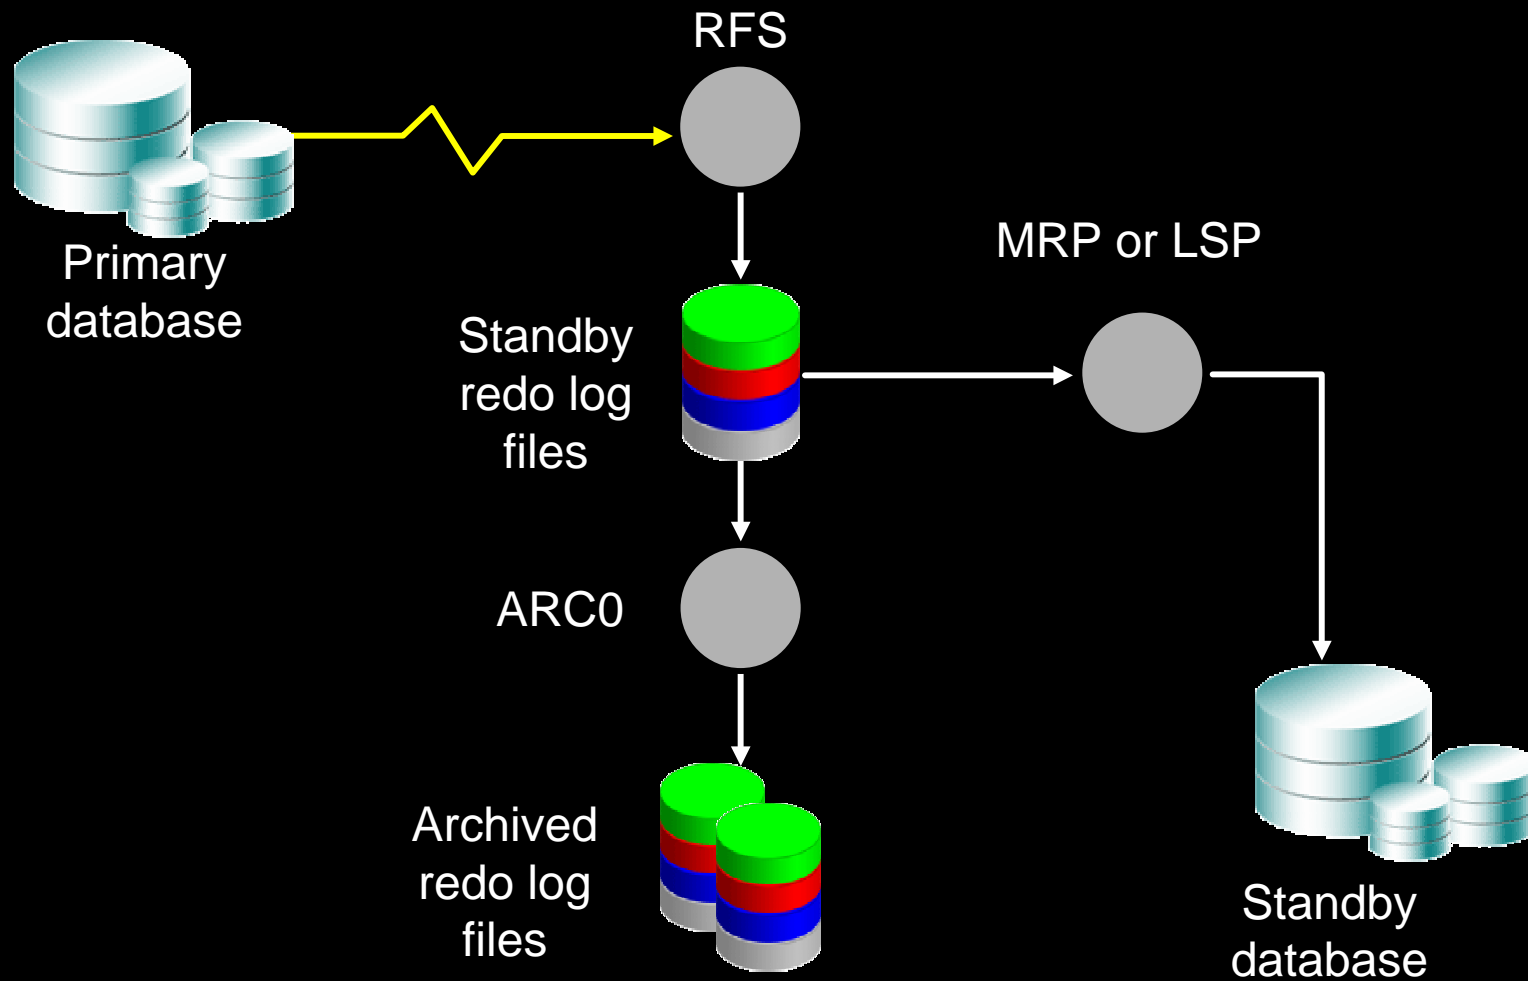 RFS
Primary
database
MRP or LSP
Standby
redo log
files
ARC0
Archived
redo log
files
Standby
database